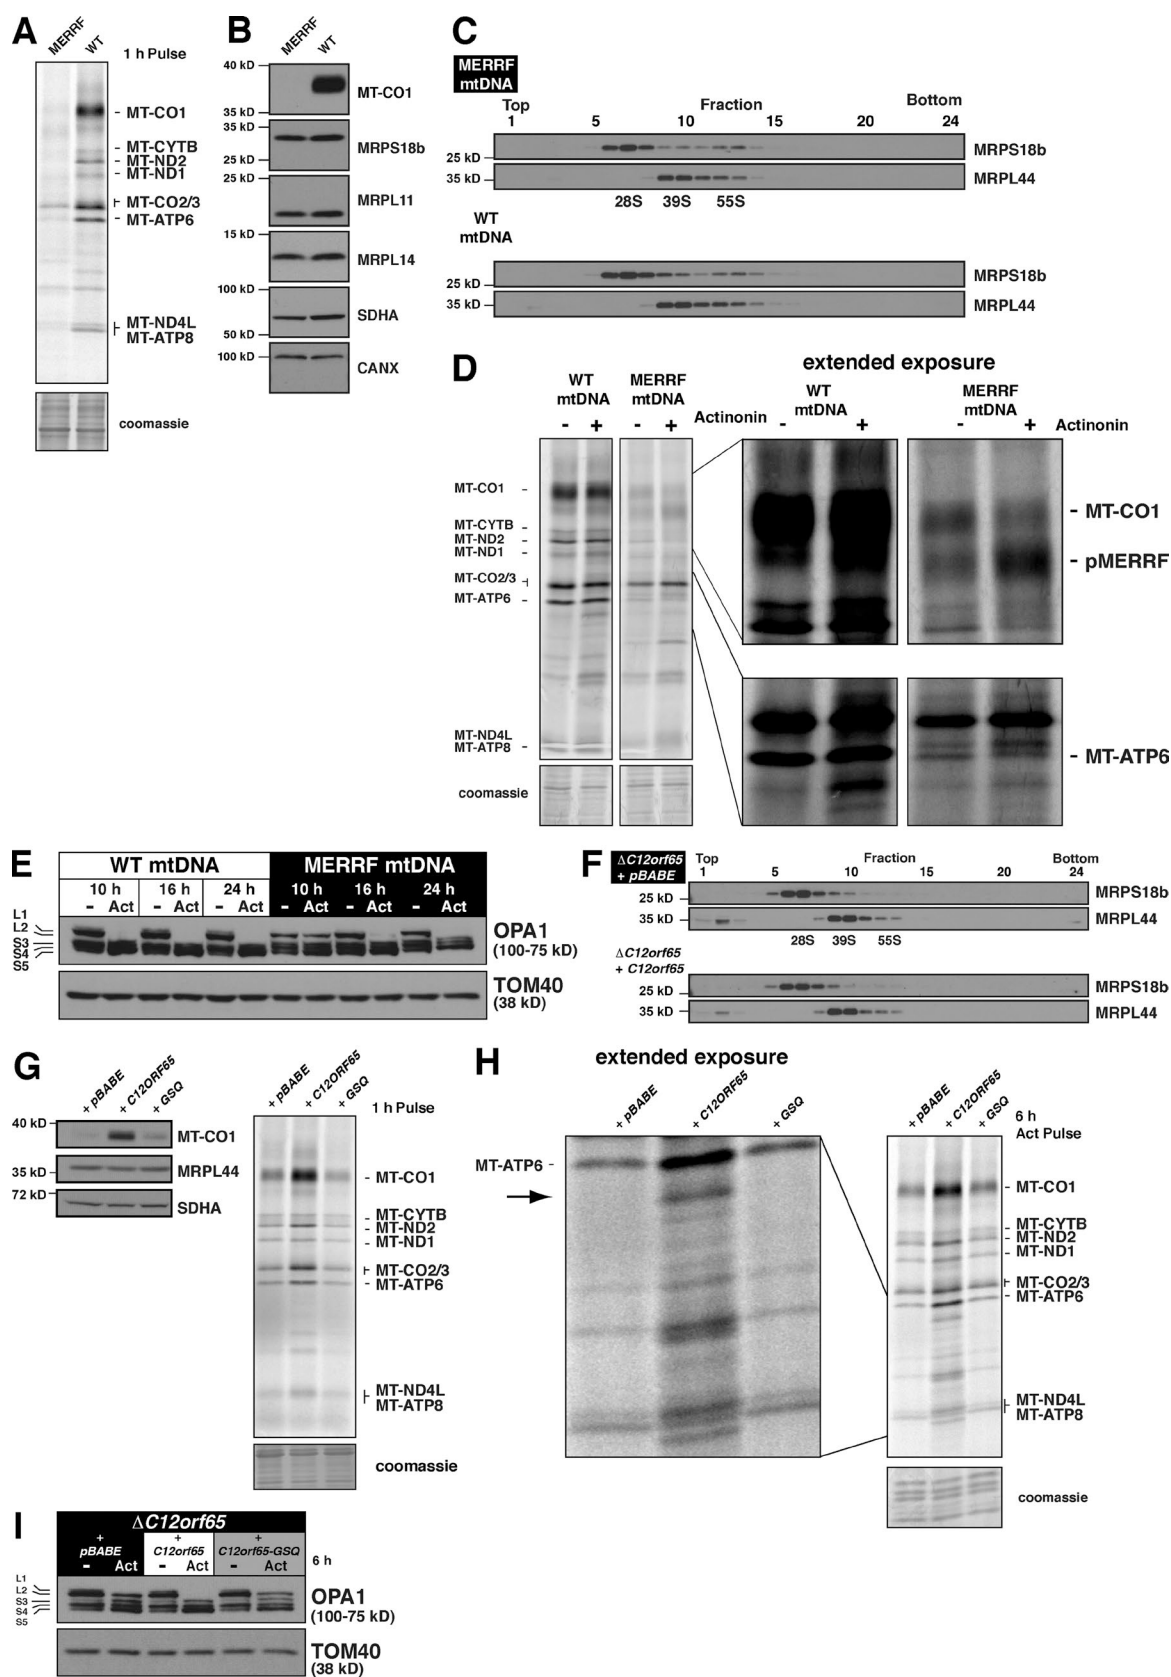 A
MERRF
WT
1 h Pulse
MT-CO1
MT-CYTB
MT-ND2
MT-ND1
MT-CO2/3
MT-ATP6
MT-ND4L
MT-ATP8
coomassie
B
MERRF
WT
40 kD
MT-CO1
35 kD
35 kD
MRPS18b
25 kD
25 kD
MRPL11
15 kD
MRPL14
100 kD
SDHA
50 kD
100 kD
CANX
C
MERRF
mtDNA
Top Fraction Bottom
1 5 10 15 20 24
25 kD MRPS18b
35 kD MRPL44
28S 39S 55S
WT
mtDNA
25 kD MRPS18b
35 kD MRPL44
D
extended exposure
WT
mtDNA
MERRF
mtDNA
- + - + Actinonin
WT
mtDNA
MERRF
mtDNA
- + - + Actinonin
MT-CO1
MT-CYTB
MT-ND2
MT-ND1
MT-CO2/3
MT-ATP6
MT-ND4L
MT-ATP8
coomassie
- MT-CO1
- pMERRF
- MT-ATP6
E
WT mtDNA MERRF mtDNA
10 h 16 h 24 h 10 h 16 h 24 h
- Act - Act - Act - Act - Act - Act
L1
L2
S3
S4
S5
OPA1
(100-75 kD)
TOM40
(38 kD)
F
ΔC12orf65
+ pBABE
Top Fraction Bottom
1 5 10 15 20 24
25 kD MRPS18b
35 kD MRPL44
28S 39S 55S
ΔC12orf65
+ C12orf65
25 kD MRPS18b
35 kD MRPL44
G
+ pBABE
+ C12ORF65
+ GSQ
40 kD
MT-CO1
35 kD
MRPL44
72 kD
SDHA
+ pBABE
+ C12ORF65
+ GSQ
1 h Pulse
- MT-CO1
MT-CYTB
MT-ND2
MT-ND1
MT-CO2/3
MT-ATP6
MT-ND4L
MT-ATP8
coomassie
H
extended exposure
+ pBABE
+ C12ORF65
+ GSQ
MT-ATP6 -
+ pBABE
+ C12ORF65
+ GSQ
6 h
Act Pulse
- MT-CO1
MT-CYTB
MT-ND2
MT-ND1
MT-CO2/3
MT-ATP6
MT-ND4L
MT-ATP8
coomassie
I
ΔC12orf65
+ + +
pBABE C12orf65 C12orf65-GSQ
- Act - Act - Act
6 h
L1
L2
S3
S4
S5
OPA1
(100-75 kD)
TOM40
(38 kD)